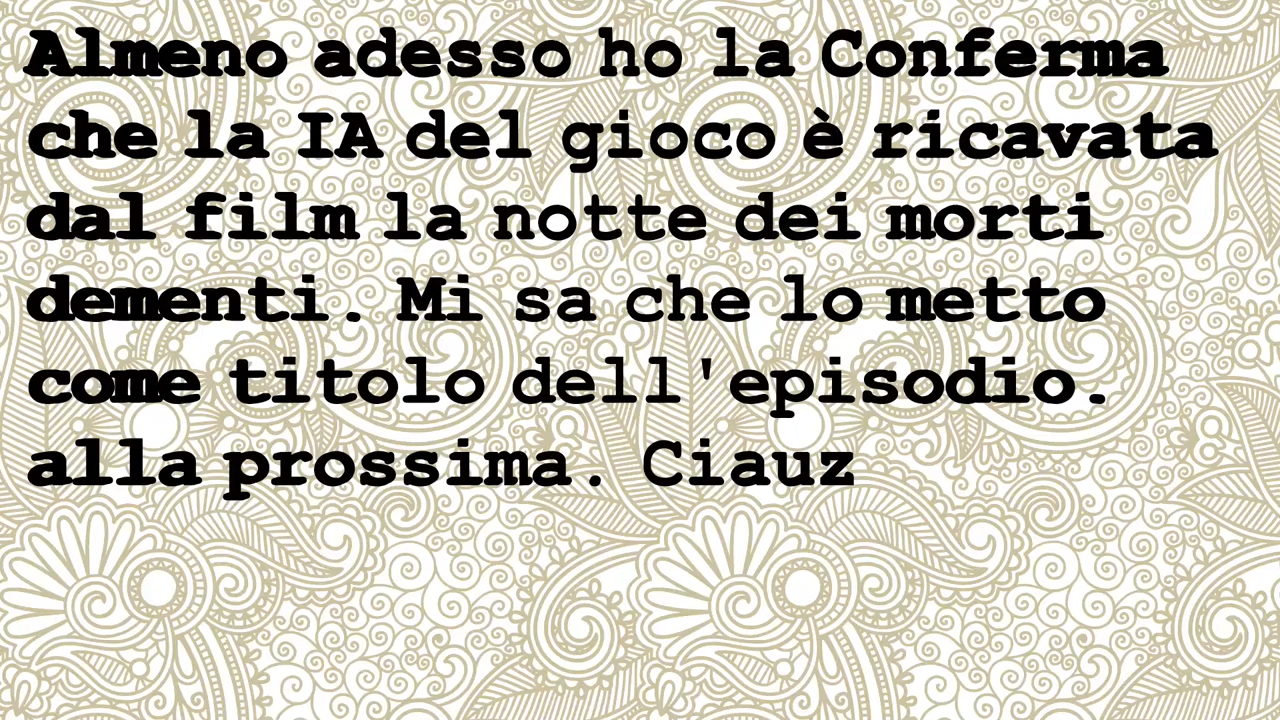 Almeno adesso ho la Conferma
che la IA del gioco è ricavata
dal film la notte dei morti
dementi. Mi sa che lo metto
come titolo dell'episodio.
alla prossima. Ciauz